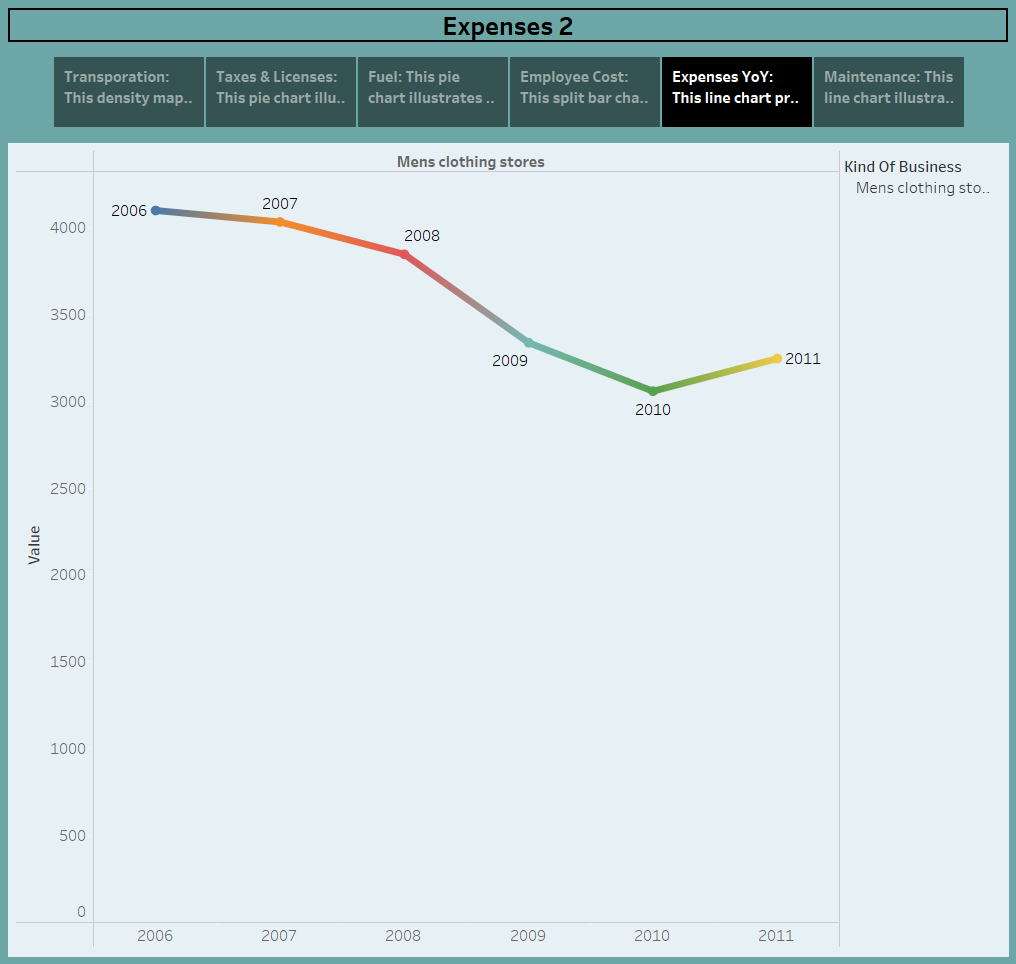 Expenses 2
Transporation:
This density map..
Taxes & Licenses:
This pie chart illu..
Fuel: This pie
chart illustrates ..
Employee Cost:
This split bar cha..
Expenses YoY:
This line chart pr..
Maintenance: This
line chart illustra..
Mens clothing stores
Kind Of Business
Mens clothing sto..
2006
2007
2008
2009
2010
2011
4000
3500
3000
2500
2000
1500
1000
500
0
Value
2006
2007
2008
2009
2010
2011